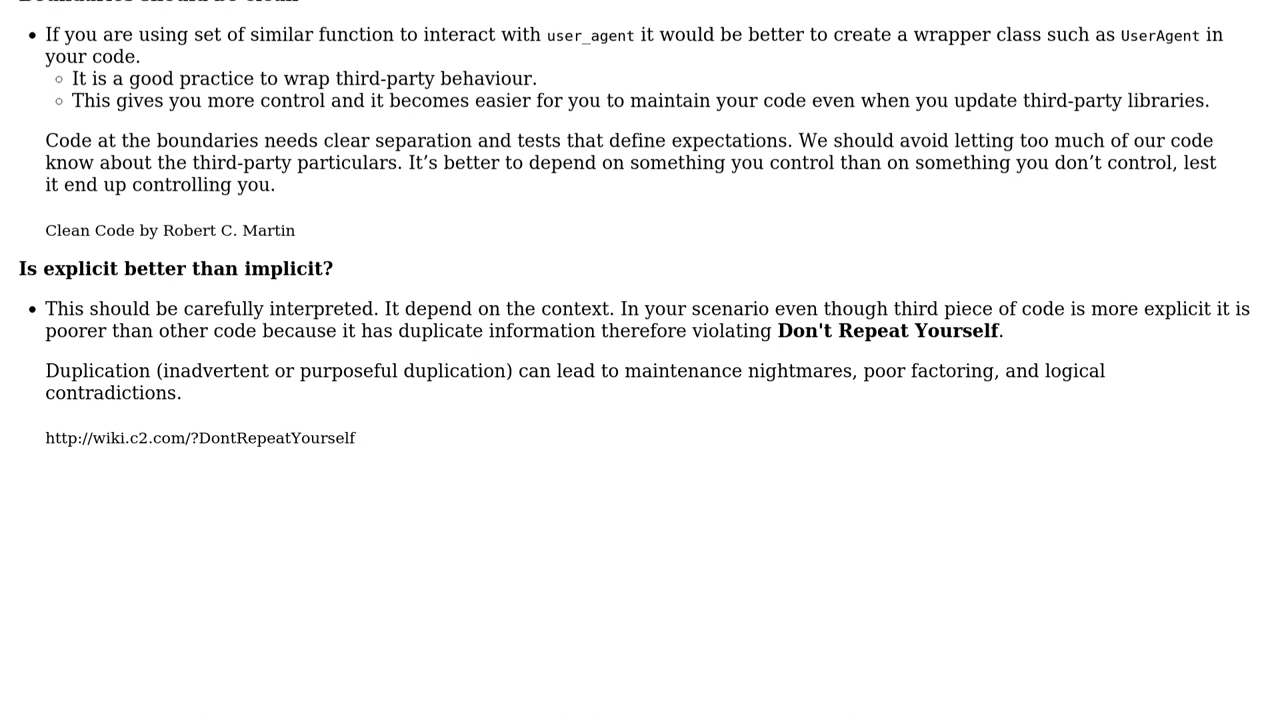 If you are using set of similar function to interact with user_agent it would be better to create a wrapper class such as UserAgent in
your code.
It is a good practice to wrap third-party behaviour.
This gives you more control and it becomes easier for you to maintain your code even when you update third-party libraries.
Code at the boundaries needs clear separation and tests that define expectations. We should avoid letting too much of our code
know about the third-party particulars. It’s better to depend on something you control than on something you don’t control, lest
it end up controlling you.
Clean Code by Robert C. Martin
Is explicit better than implicit?
This should be carefully interpreted. It depend on the context. In your scenario even though third piece of code is more explicit it is
poorer than other code because it has duplicate information therefore violating Don't Repeat Yourself.
Duplication (inadvertent or purposeful duplication) can lead to maintenance nightmares, poor factoring, and logical
contradictions.
http://wiki.c2.com/?DontRepeatYourself